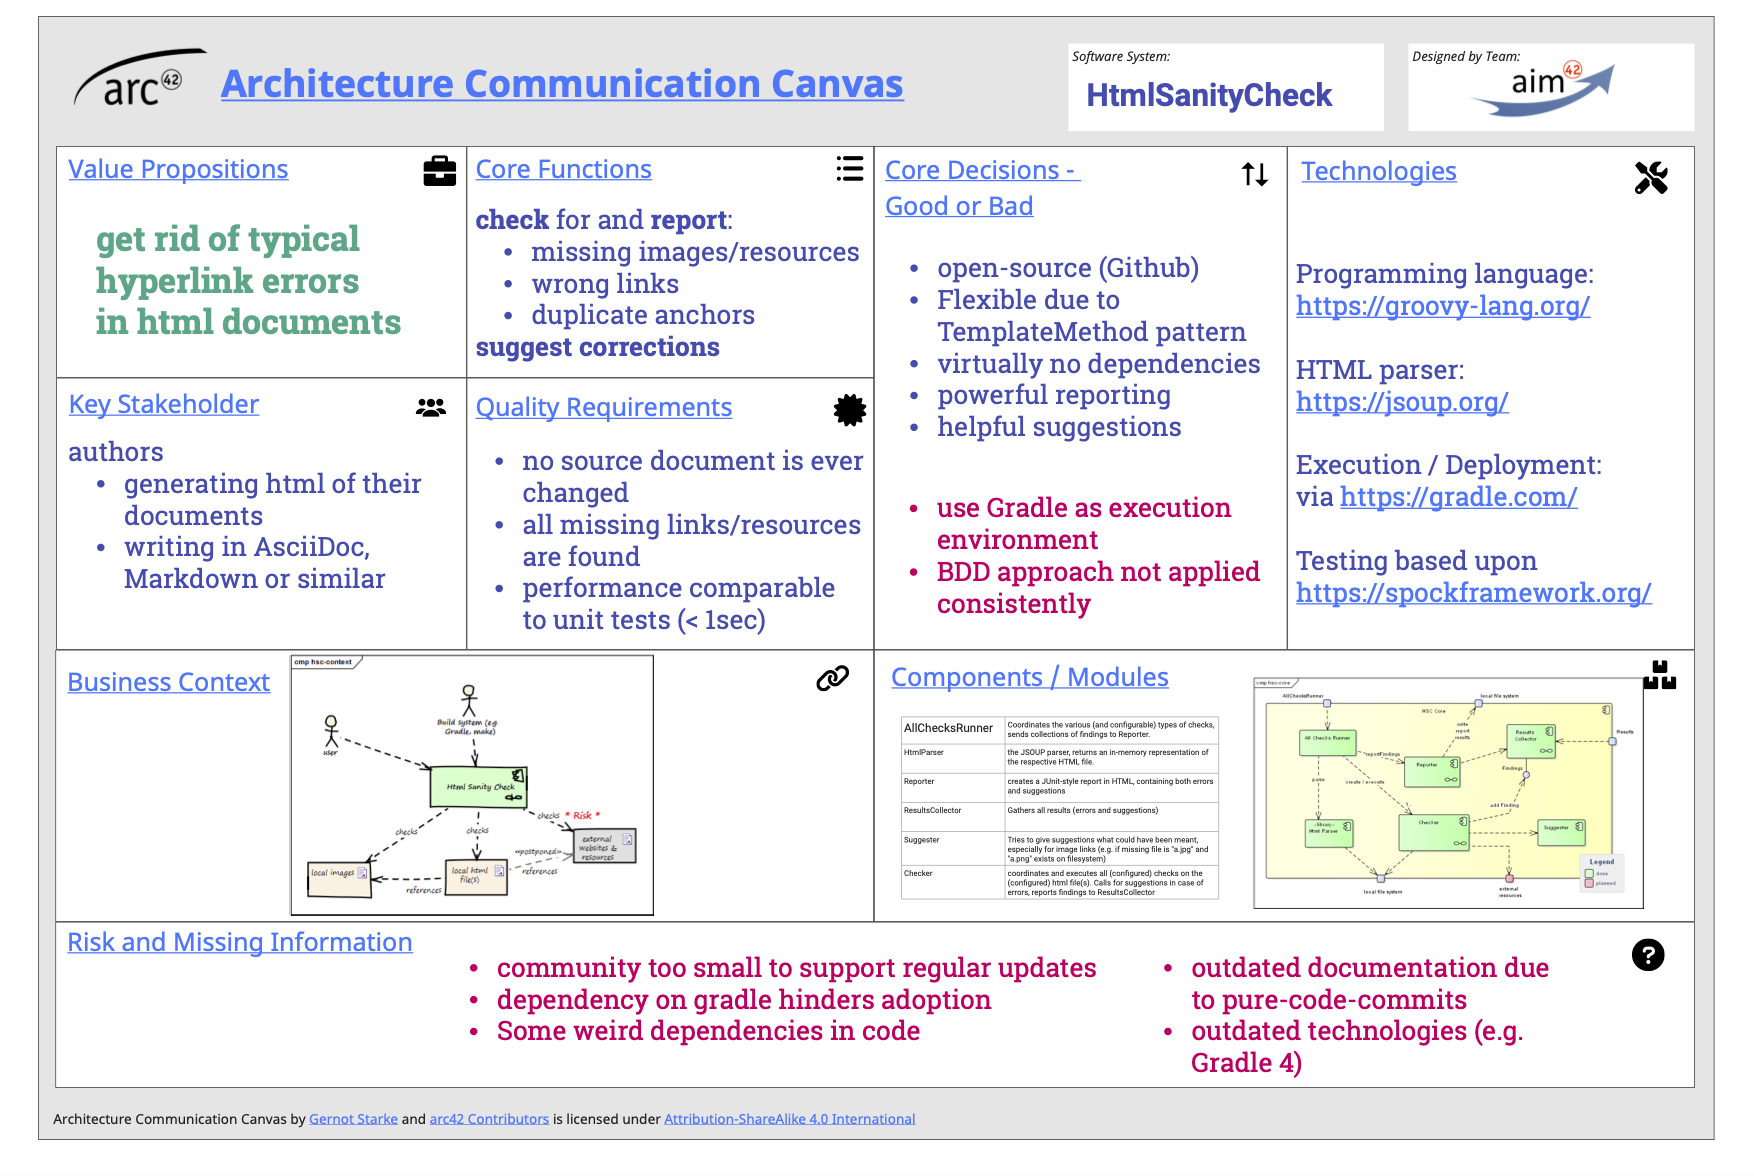 arc42
Architecture Communication Canvas
Software System:
HtmlSanityCheck
Designed by Team:
aim42
Value Propositions
get rid of typical
hyperlink errors
in html documents
Core Functions
check for and report:
• missing images/resources
• wrong links
• duplicate anchors
suggest corrections
Core Decisions -
Good or Bad
• open-source (Github)
• Flexible due to
TemplateMethod pattern
• virtually no dependencies
• powerful reporting
• helpful suggestions
• use Gradle as execution
environment
• BDD approach not applied
consistently
Technologies
Programming language:
https://groovy-lang.org/
HTML parser:
https://jsoup.org/
Execution / Deployment:
via https://gradle.com/
Testing based upon
https://spockframework.org/
Key Stakeholder
authors
• generating html of their
documents
• writing in AsciiDoc,
Markdown or similar
Quality Requirements
• no source document is ever
changed
• all missing links/resources
are found
• performance comparable
to unit tests (< 1sec)
Business Context
cmp hsc-context
user
Build system (e.g.
Gradle, make)
Html Sanity Check
checks
checks
checks
* Risk *
external
websites &
resources
«postponed»
references
local images
references
local html
file(s)
Components / Modules
AllChecksRunner
Coordinates the various (and configurable) types of checks,
sends collections of findings to Reporter.
HtmlParser
the JSOUP parser, returns an in-memory representation of
the respective HTML file.
Reporter
creates a JUnit-style report in HTML, containing both errors
and suggestions
ResultsCollector
Gathers all results (errors and suggestions)
Suggester
Tries to give suggestions what could have been meant,
especially for image links (e.g. if missing file is "a.jpg" and
"a.png" exists on filesystem)
Checker
coordinates and executes all (configured) checks on the
(configured) html file(s). Calls for suggestions in case of
errors, reports findings to ResultsCollector
cmp hsc-core
AllChecksRunner
local file system
HSC Core
All Checks Runner
write
report
results
Results
Collector
Results
reportFindings
Reporter
Findings
parse
create / execute
add Finding
«library»
Html Parser
Checker
Suggester
local file system
external
resources
Legend
done
planned
Risk and Missing Information
• community too small to support regular updates
• dependency on gradle hinders adoption
• Some weird dependencies in code
• outdated documentation due
to pure-code-commits
• outdated technologies (e.g.
Gradle 4)
Architecture Communication Canvas by Gernot Starke and arc42 Contributors is licensed under Attribution-ShareAlike 4.0 International